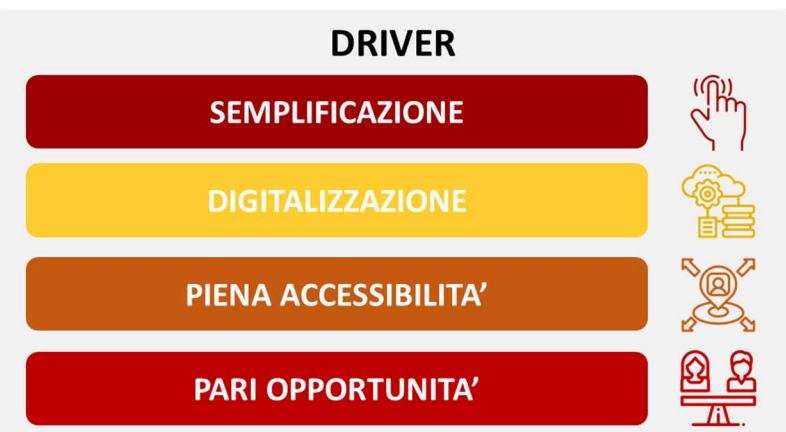 DRIVER
SEMPLIFICAZIONE
DIGITALIZZAZIONE
PIENA ACCESSIBILITA’
PARI OPPORTUNITA’